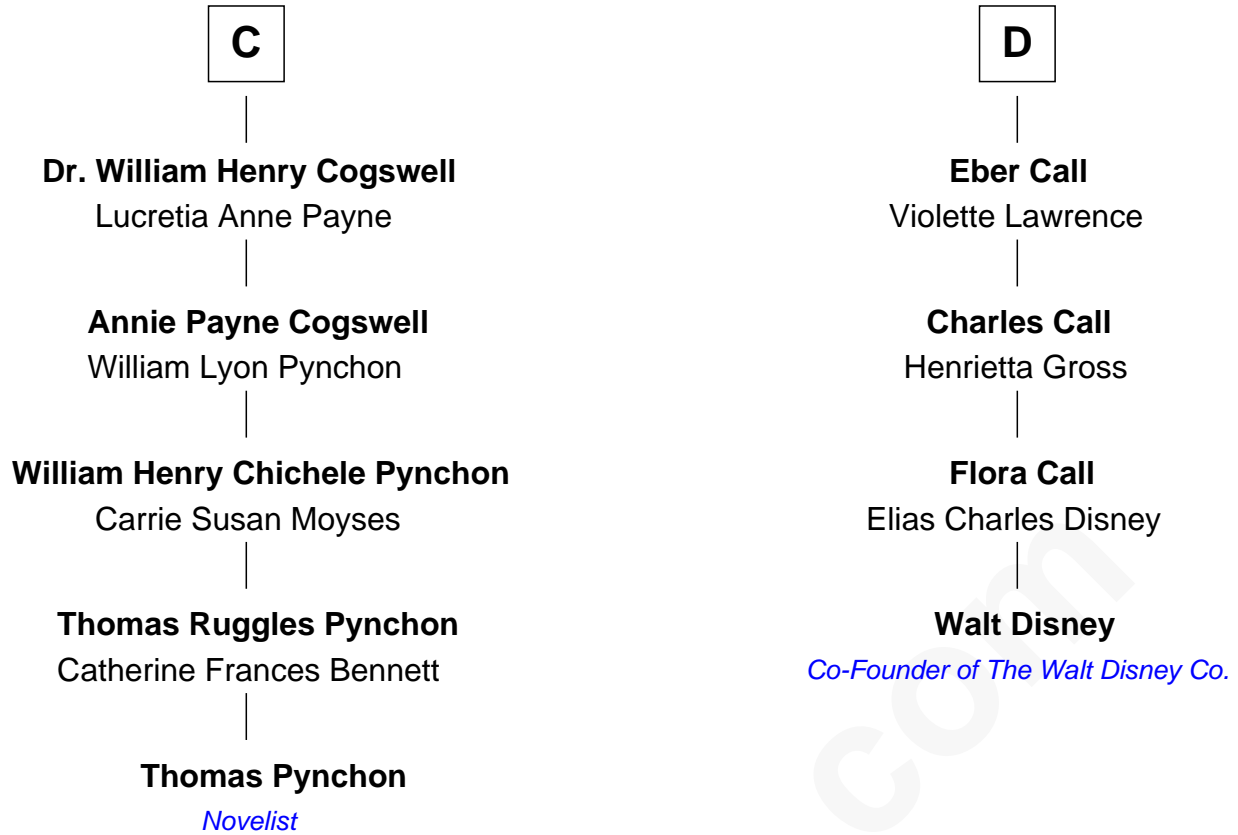 C
Dr. William Henry Cogswell
Lucretia Anne Payne
Annie Payne Cogswell
William Lyon Pynchon
William Henry Chichele Pynchon
Carrie Susan Moyses
Thomas Ruggles Pynchon
Catherine Frances Bennett
Thomas Pynchon
Novelist
D
Eber Call
Violette Lawrence
Charles Call
Henrietta Gross
Flora Call
Elias Charles Disney
Walt Disney
Co-Founder of The Walt Disney Co.
com